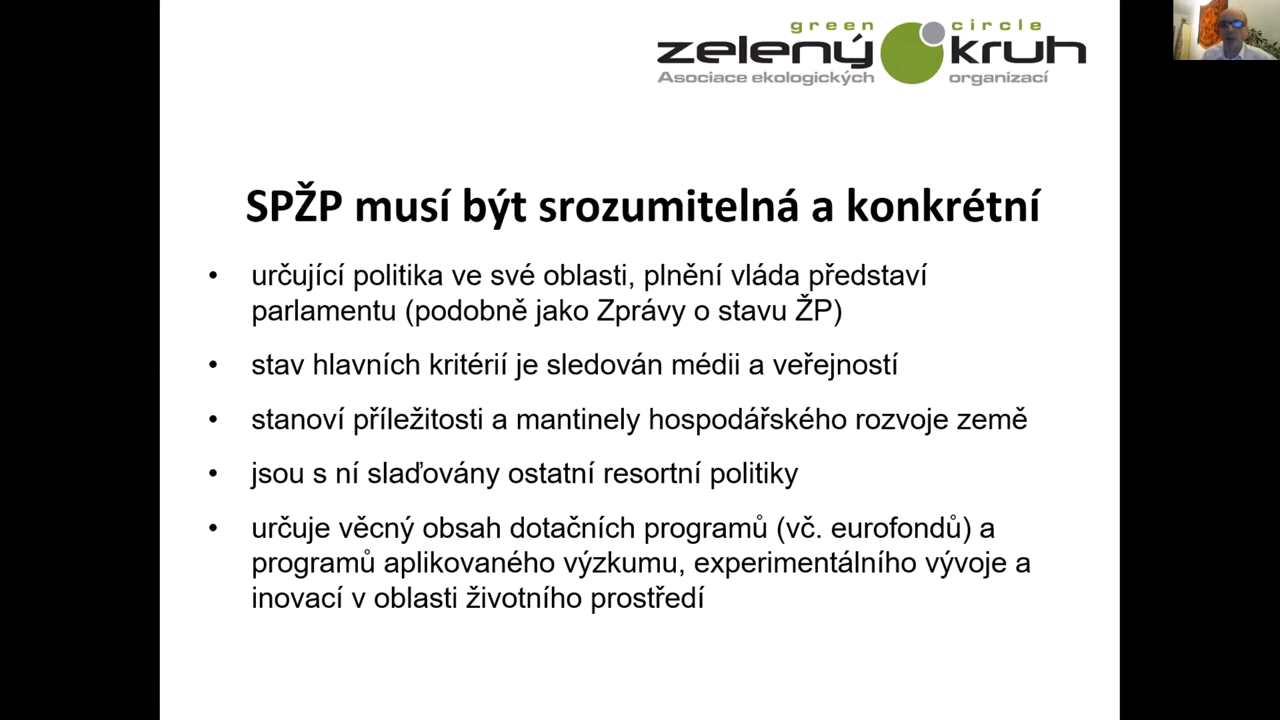 green circle
zelený kruh
Asociace ekologických organizací
SPŽP musí být srozumitelná a konkrétní
• určující politika ve své oblasti, plnění vláda představí
parlamentu (podobně jako Zprávy o stavu ŽP)
• stav hlavních kritérií je sledován médii a veřejností
• stanoví příležitosti a mantinely hospodářského rozvoje země
• jsou s ní slaďovány ostatní resortní politiky
• určuje věcný obsah dotačních programů (vč. eurofondů) a
programů aplikovaného výzkumu, experimentálního vývoje a
inovací v oblasti životního prostředí